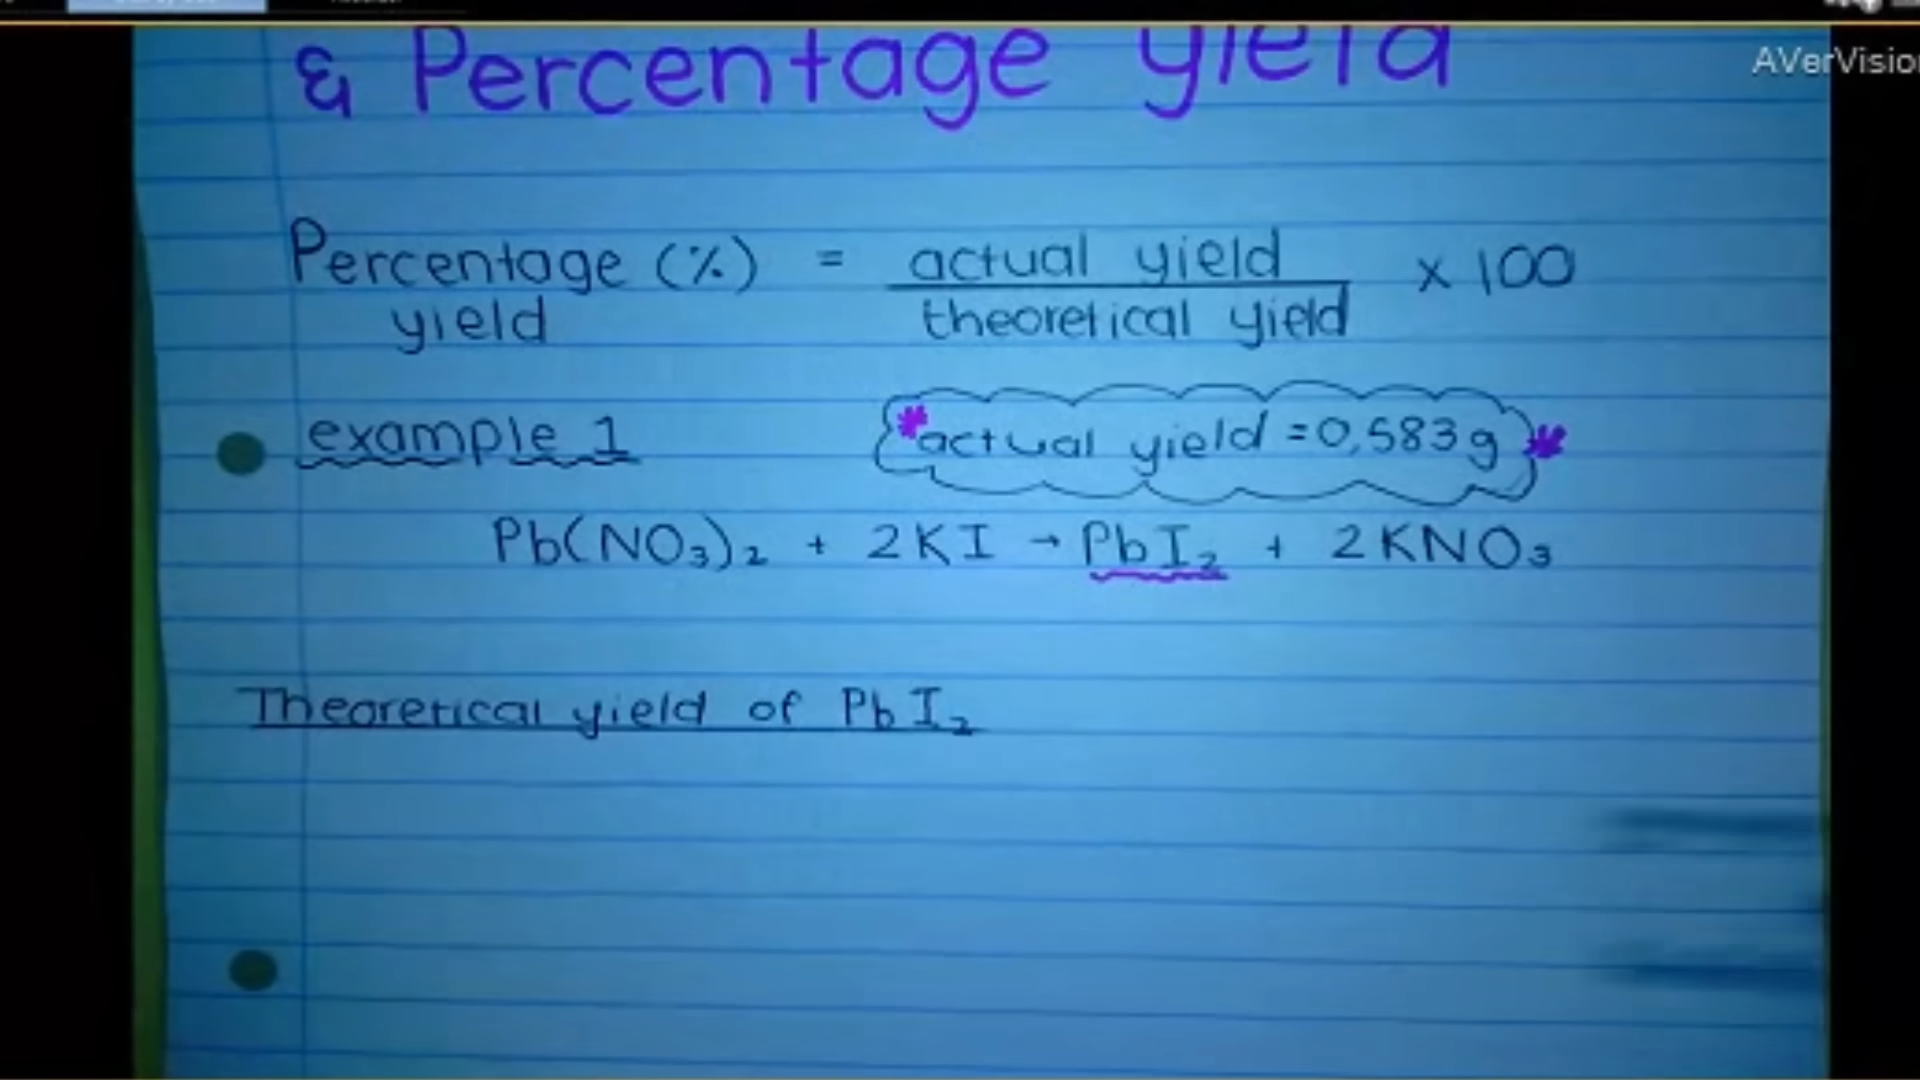 AVerVision
& Percentage yield
Percentage (%) = actual yield x 100
yield theoretical yield
example 1 *actual yield = 0,583g*
Pb(NO₃)₂ + 2KI → PbI₂ + 2KNO₃
Theoretical yield of PbI₂